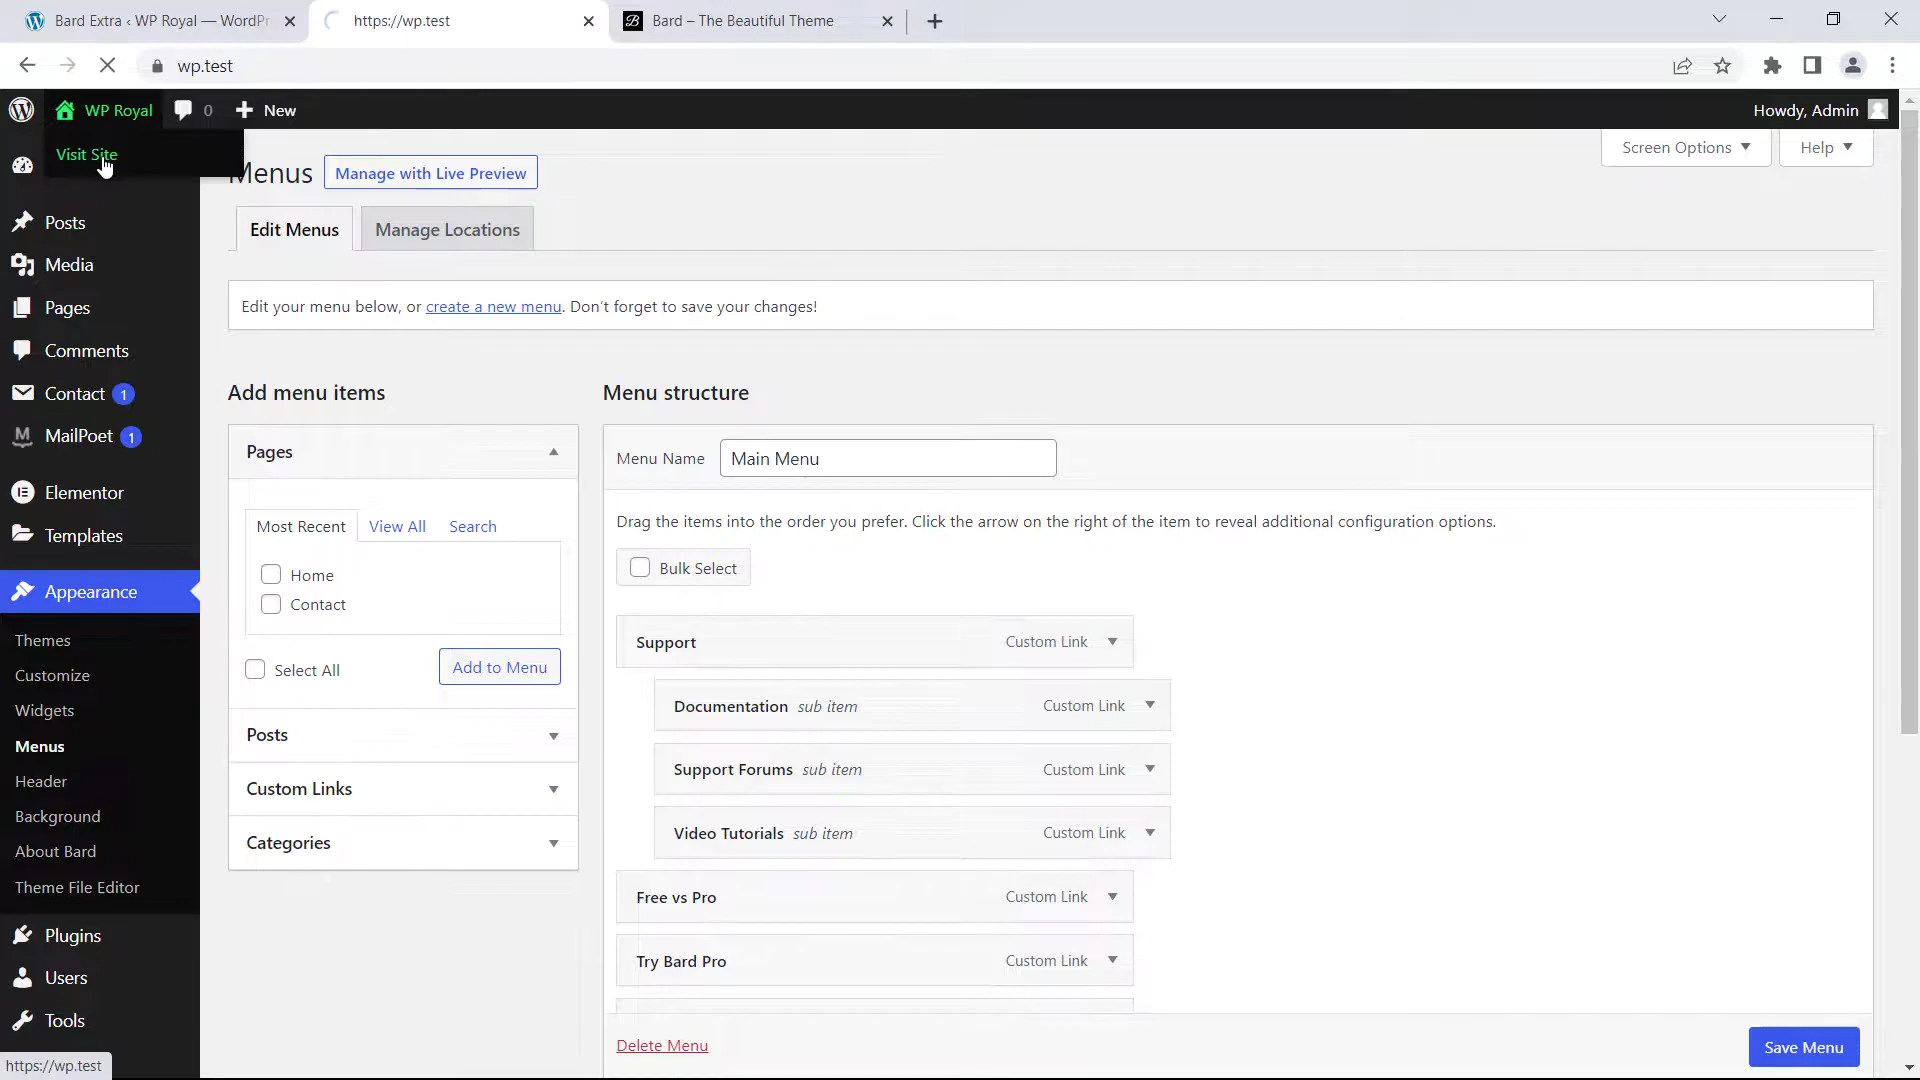 Bard Extra ‹ WP Royal — WordPr
https://wp.test
Bard – The Beautiful Theme
wp.test
WP Royal
0
New
Howdy, Admin
Visit Site
Menus
Manage with Live Preview
Screen Options
Help
Edit Menus
Manage Locations
Edit your menu below, or create a new menu. Don’t forget to save your changes!
Posts
Media
Pages
Comments
Contact 1
MailPoet 1
Elementor
Templates
Appearance
Themes
Customize
Widgets
Menus
Header
Background
About Bard
Theme File Editor
Plugins
Users
Tools
https://wp.test
Add menu items
Pages
Most Recent
View All
Search
Home
Contact
Select All
Add to Menu
Posts
Custom Links
Categories
Menu structure
Menu Name
Main Menu
Drag the items into the order you prefer. Click the arrow on the right of the item to reveal additional configuration options.
Bulk Select
Support
Custom Link
Documentation sub item
Custom Link
Support Forums sub item
Custom Link
Video Tutorials sub item
Custom Link
Free vs Pro
Custom Link
Try Bard Pro
Custom Link
Delete Menu
Save Menu